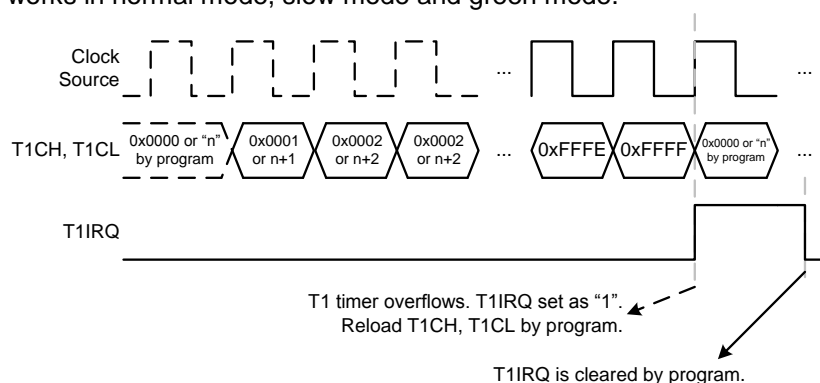 works in normal mode, slow mode and green mode.
Clock
Source
...
...
T1CH, T1CL
0x0000 or "n"
by program
0x0001
or n+1
0x0002
or n+2
0x0002
or n+2
...
0xFFFE
0xFFFF
0x0000 or "n"
by program
...
T1IRQ
T1 timer overflows. T1IRQ set as "1".
Reload T1CH, T1CL by program.
T1IRQ is cleared by program.